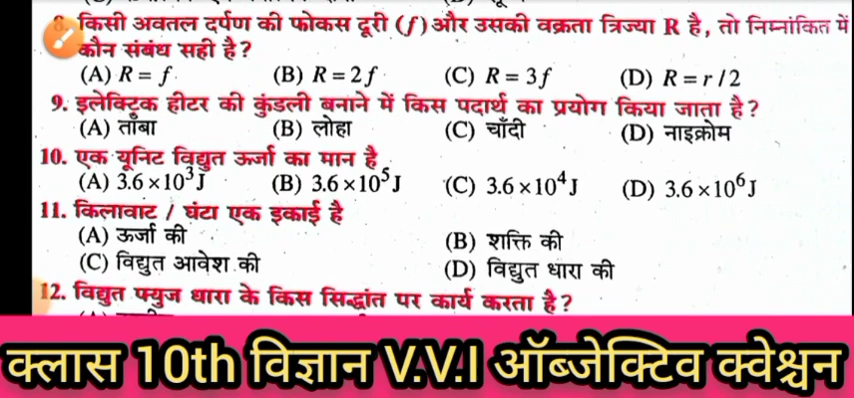 8. किसी अवतल दर्पण की फोकस दूरी (f) और उसकी वक्रता त्रिज्या R है, तो निम्नांकित में
कौन संबंध सही है?
(A) R = f (B) R = 2f (C) R = 3f (D) R = r / 2
9. इलेक्ट्रिक हीटर की कुंडली बनाने में किस पदार्थ का प्रयोग किया जाता है?
(A) ताँबा (B) लोहा (C) चाँदी (D) नाइक्रोम
10. एक यूनिट विद्युत ऊर्जा का मान है
(A) 3.6 × 10³ J (B) 3.6 × 10⁵ J (C) 3.6 × 10⁴ J (D) 3.6 × 10⁶ J
11. किलावाट / घंटा एक इकाई है
(A) ऊर्जा की (B) शक्ति की
(C) विद्युत आवेश की (D) विद्युत धारा की
12. विद्युत फ्युज धारा के किस सिद्धांत पर कार्य करता है?
क्लास 10th विज्ञान V.V.I ऑब्जेक्टिव क्वेश्चन